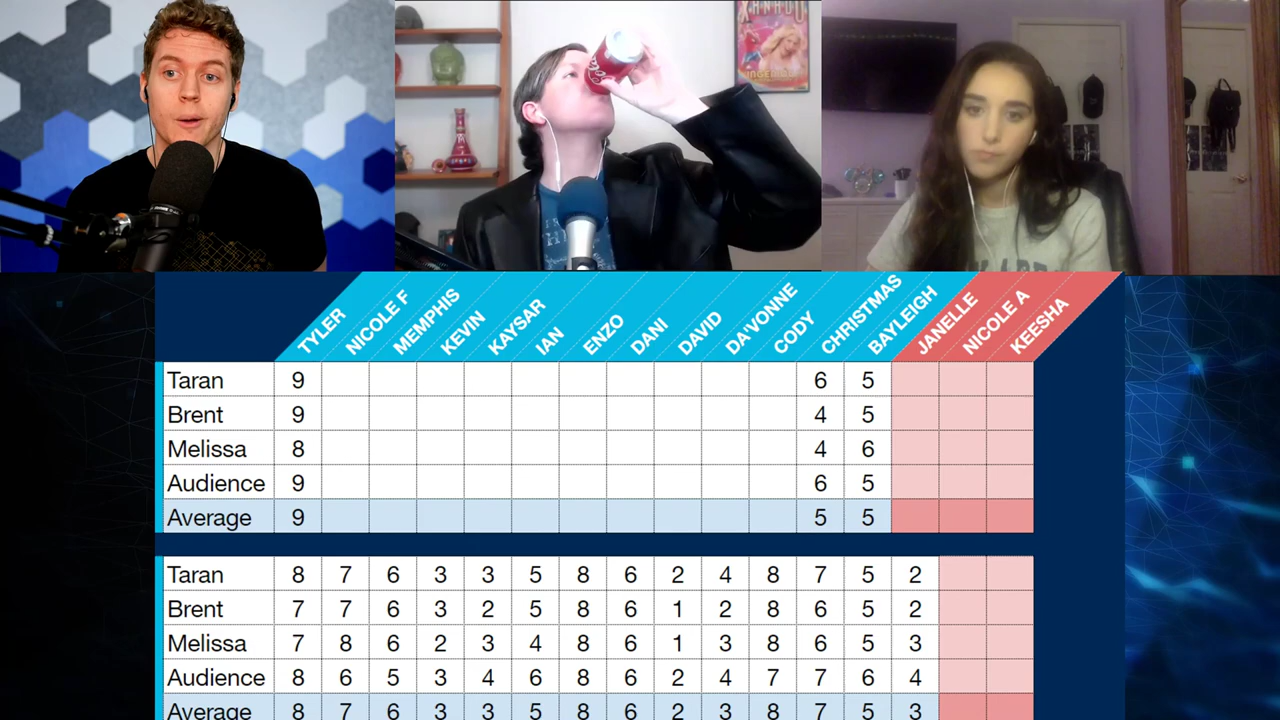 XANADU
TYLER
NICOLE F
MEMPHIS
KEVIN
KAYSAR
IAN
ENZO
DANI
DAVID
DA'VONNE
CODY
CHRISTMAS
BAYLEIGH
JANELLE
NICOLE A
KEESHA
Taran 9 6 5
Brent 9 4 5
Melissa 8 4 6
Audience 9 6 5
Average 9 5 5
Taran 8 7 6 3 3 5 8 6 2 4 8 7 5 2
Brent 7 7 6 3 2 5 8 6 1 2 8 6 5 2
Melissa 7 8 6 2 3 4 8 6 1 3 8 6 5 3
Audience 8 6 5 3 4 6 8 6 2 4 7 7 6 4
Average 8 7 6 3 3 5 8 6 2 3 8 7 5 3